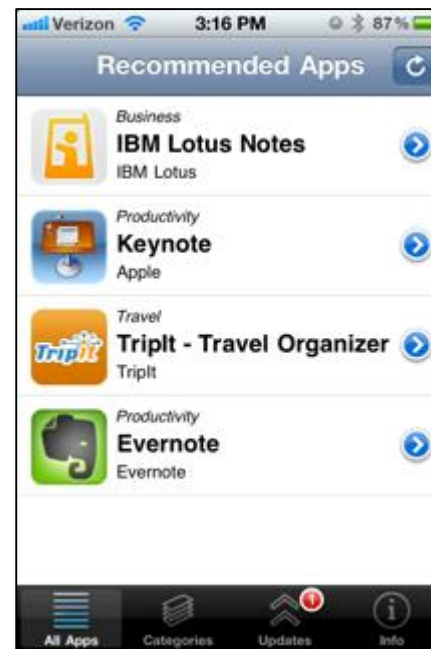 Verizon 3:16 PM 87%
Recommended Apps
Business
IBM Lotus Notes
IBM Lotus
Productivity
Keynote
Apple
Travel
TripIt - Travel Organizer
TripIt
TripIt
Productivity
Evernote
Evernote
1
All Apps Categories Updates Info